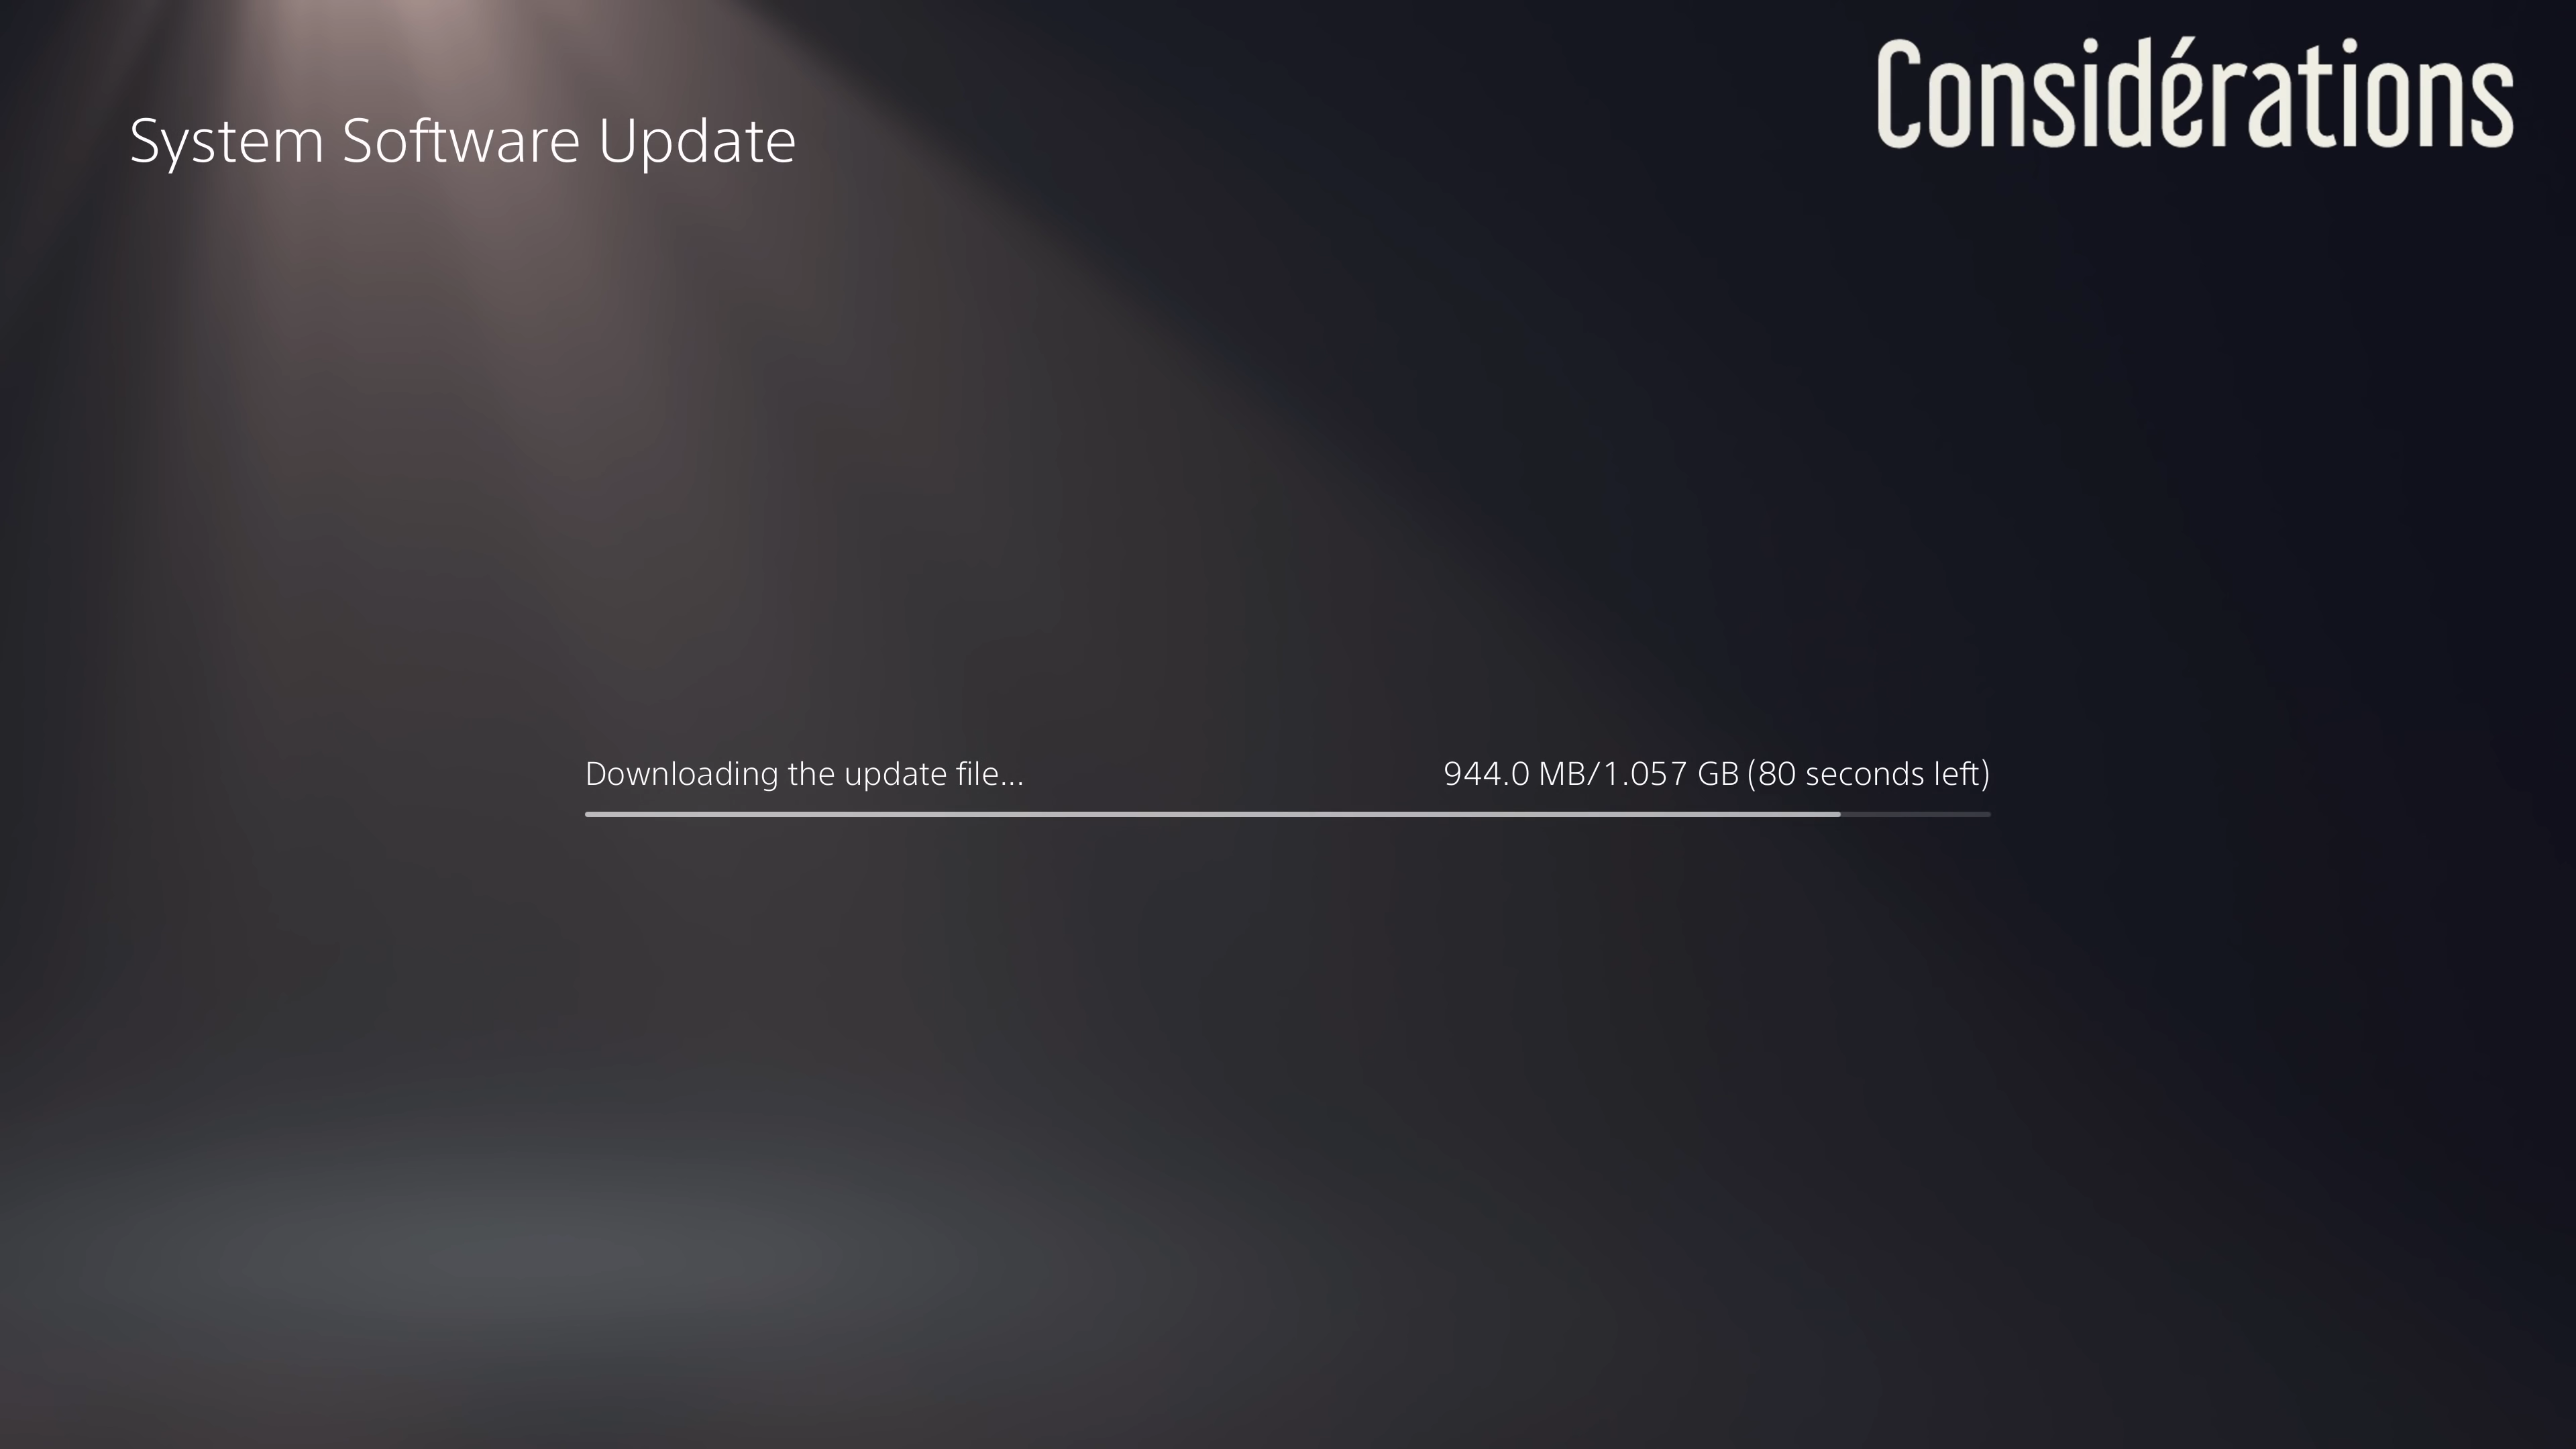 Considérations
System Software Update
Downloading the update file...
944.0 MB/1.057 GB (80 seconds left)